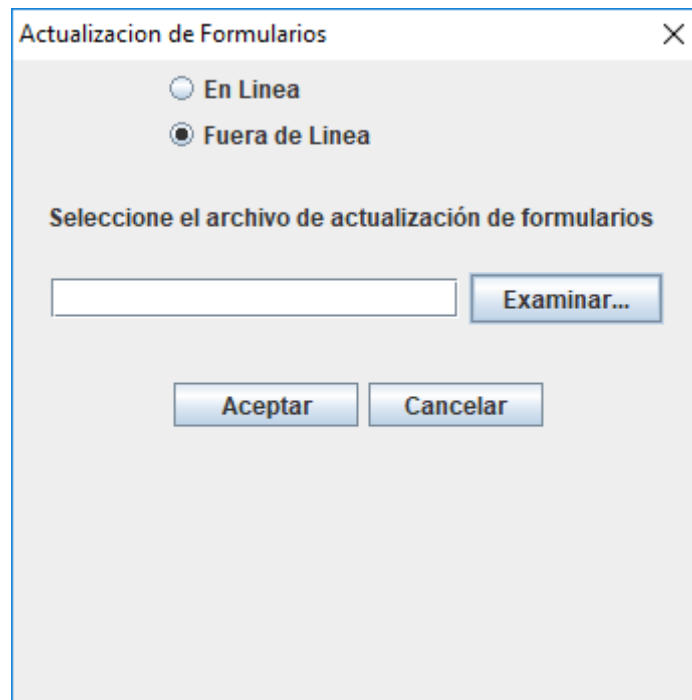 Actualizacion de Formularios
En Linea
Fuera de Linea
Seleccione el archivo de actualización de formularios
Examinar...
Aceptar Cancelar